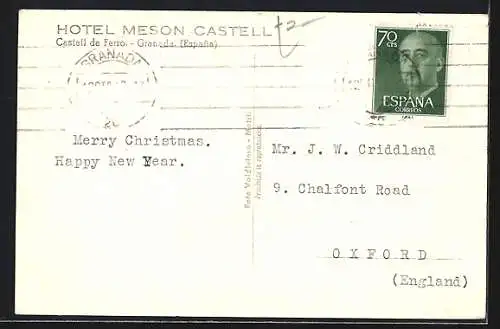 HOTEL MESON CASTELL
Castell de Ferro. - Granada. (España)
GRANADA
70
CTS
ESPAÑA
CORREOS
Merry Christmas.
Happy New Year.
Mr. J. W. Criddland
9. Chalfont Road
OXFORD
(England)